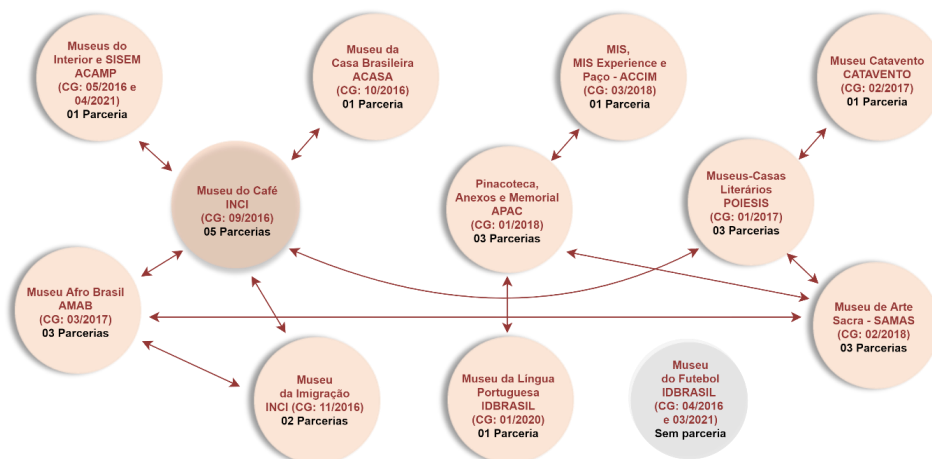 Museus do
Interior e SISEM
ACAMP
(CG: 05/2016 e
04/2021)
01 Parceria
Museu da
Casa Brasileira
ACASA
(CG: 10/2016)
01 Parceria
MIS,
MIS Experience e
Paço - ACCIM
(CG: 03/2018)
01 Parceria
Museu Catavento
CATAVENTO
(CG: 02/2017)
01 Parceria
Museu do Café
INCI
(CG: 09/2016)
05 Parcerias
Pinacoteca,
Anexos e Memorial
APAC
(CG: 01/2018)
03 Parcerias
Museus-Casas
Literários
POIESIS
(CG: 01/2017)
03 Parcerias
Museu Afro Brasil
AMAB
(CG: 03/2017)
03 Parcerias
Museu de Arte
Sacra - SAMAS
(CG: 02/2018)
03 Parcerias
Museu
da Imigração
INCI (CG: 11/2016)
02 Parcerias
Museu da Lingua
Portuguesa
IDBRASIL
(CG: 01/2020)
01 Parceria
Museu
do Futebol
IDBRASIL
(CG: 04/2016
e 03/2021)
Sem parceria